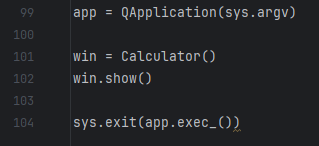 99 app = QApplication(sys.argv)
100
101 win = Calculator()
102 win.show()
103
104 sys.exit(app.exec_())